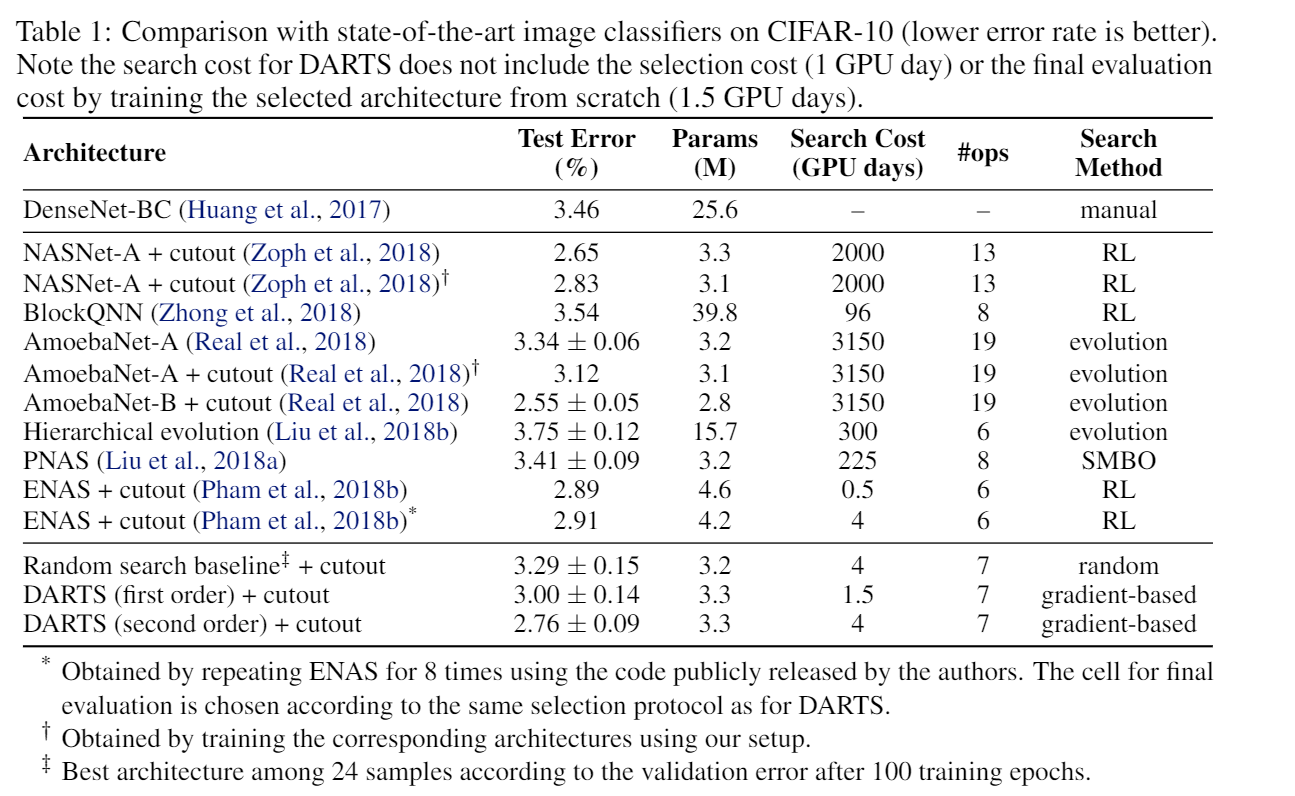 Table 1: Comparison with state-of-the-art image classifiers on CIFAR-10 (lower error rate is better).
Note the search cost for DARTS does not include the selection cost (1 GPU day) or the final evaluation
cost by training the selected architecture from scratch (1.5 GPU days).
Architecture Test Error (%) Params (M) Search Cost (GPU days) #ops Search Method
DenseNet-BC (Huang et al., 2017) 3.46 25.6 – – manual
NASNet-A + cutout (Zoph et al., 2018) 2.65 3.3 2000 13 RL
NASNet-A + cutout (Zoph et al., 2018)† 2.83 3.1 2000 13 RL
BlockQNN (Zhong et al., 2018) 3.54 39.8 96 8 RL
AmoebaNet-A (Real et al., 2018) 3.34 ± 0.06 3.2 3150 19 evolution
AmoebaNet-A + cutout (Real et al., 2018)† 3.12 3.1 3150 19 evolution
AmoebaNet-B + cutout (Real et al., 2018) 2.55 ± 0.05 2.8 3150 19 evolution
Hierarchical evolution (Liu et al., 2018b) 3.75 ± 0.12 15.7 300 6 evolution
PNAS (Liu et al., 2018a) 3.41 ± 0.09 3.2 225 8 SMBO
ENAS + cutout (Pham et al., 2018b) 2.89 4.6 0.5 6 RL
ENAS + cutout (Pham et al., 2018b)* 2.91 4.2 4 6 RL
Random search baseline‡ + cutout 3.29 ± 0.15 3.2 4 7 random
DARTS (first order) + cutout 3.00 ± 0.14 3.3 1.5 7 gradient-based
DARTS (second order) + cutout 2.76 ± 0.09 3.3 4 7 gradient-based
* Obtained by repeating ENAS for 8 times using the code publicly released by the authors. The cell for final
evaluation is chosen according to the same selection protocol as for DARTS.
† Obtained by training the corresponding architectures using our setup.
‡ Best architecture among 24 samples according to the validation error after 100 training epochs.